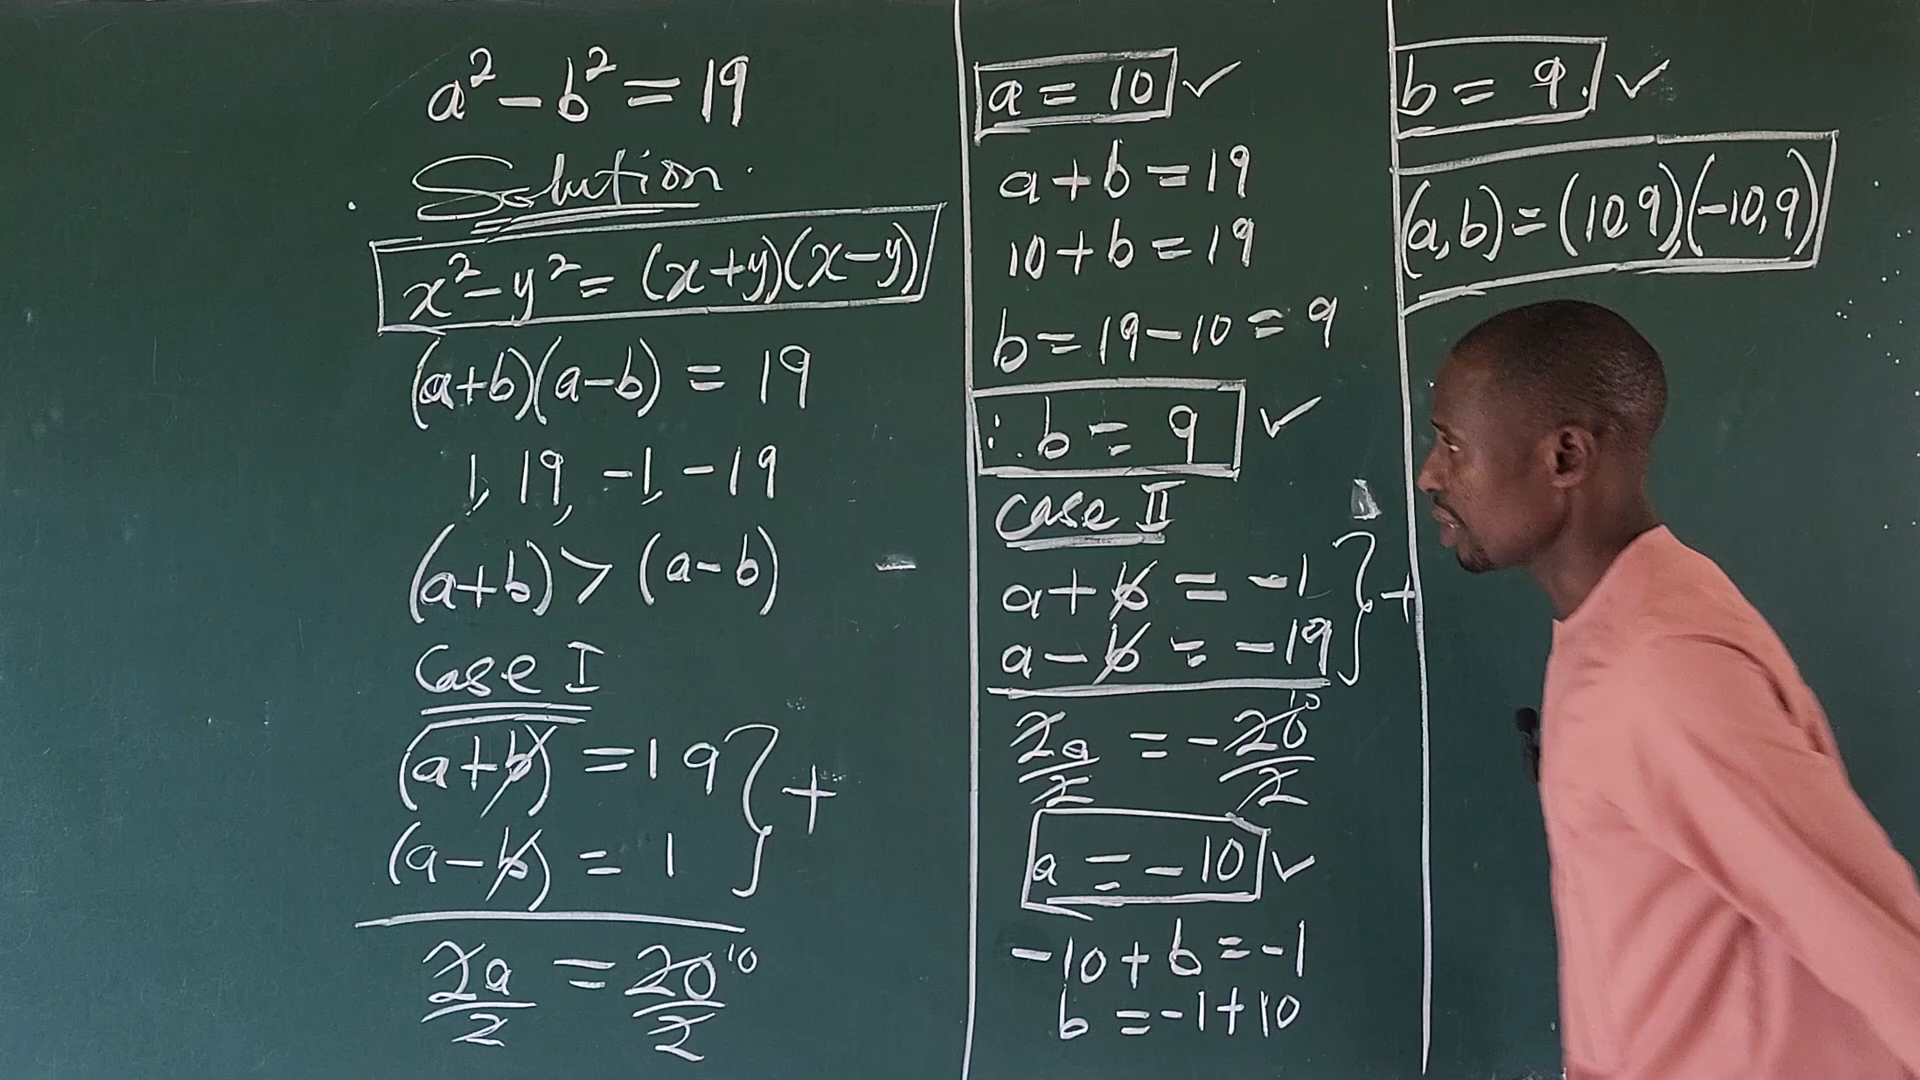 a² - b² = 19
Solution.
x² - y² = (x+y)(x-y)
(a+b)(a-b) = 19
1, 19, -1, -19
(a+b) > (a-b)
Case I
(a+b) = 19
(a-b) = 1
} +
2a/2 = 20/2 10
a = 10 ✓
a+b = 19
10+b = 19
b = 19-10 = 9
∴ b = 9 ✓
Case II
a+b = -1
a-b = -19
} +
2a/2 = -20/2 10
a = -10 ✓
-10+b = -1
b = -1+10
b = 9. ✓
(a,b) = (10,9),(-10,9)